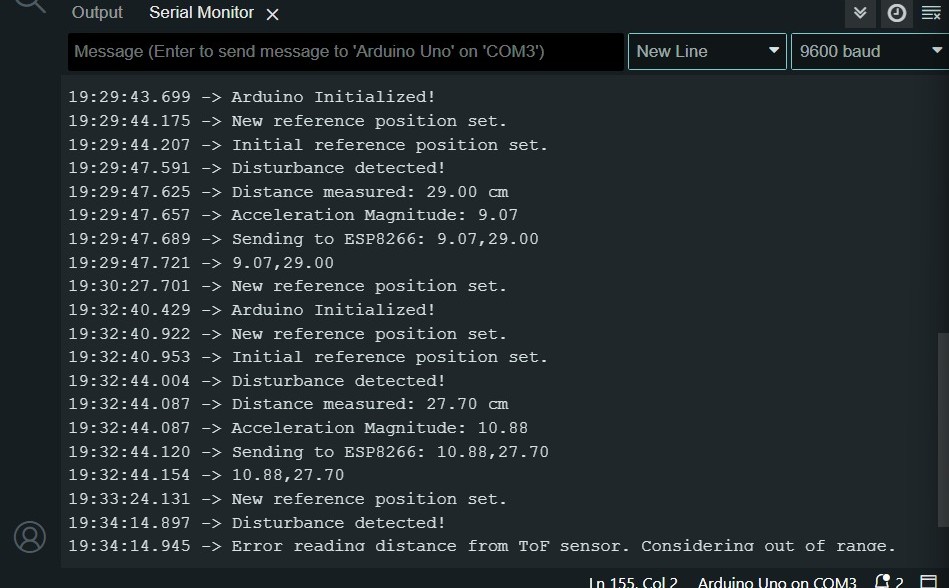 Output Serial Monitor
Message (Enter to send message to 'Arduino Uno' on 'COM3') New Line 9600 baud
19:29:43.699 -> Arduino Initialized!
19:29:44.175 -> New reference position set.
19:29:44.207 -> Initial reference position set.
19:29:47.591 -> Disturbance detected!
19:29:47.625 -> Distance measured: 29.00 cm
19:29:47.657 -> Acceleration Magnitude: 9.07
19:29:47.689 -> Sending to ESP8266: 9.07,29.00
19:29:47.721 -> 9.07,29.00
19:30:27.701 -> New reference position set.
19:32:40.429 -> Arduino Initialized!
19:32:40.922 -> New reference position set.
19:32:40.953 -> Initial reference position set.
19:32:44.004 -> Disturbance detected!
19:32:44.087 -> Distance measured: 27.70 cm
19:32:44.087 -> Acceleration Magnitude: 10.88
19:32:44.120 -> Sending to ESP8266: 10.88,27.70
19:32:44.154 -> 10.88,27.70
19:33:24.131 -> New reference position set.
19:34:14.897 -> Disturbance detected!
19:34:14.945 -> Error reading distance from ToF sensor. Considering out of range.
Ln 155, Col 2 Arduino Uno on COM3 2